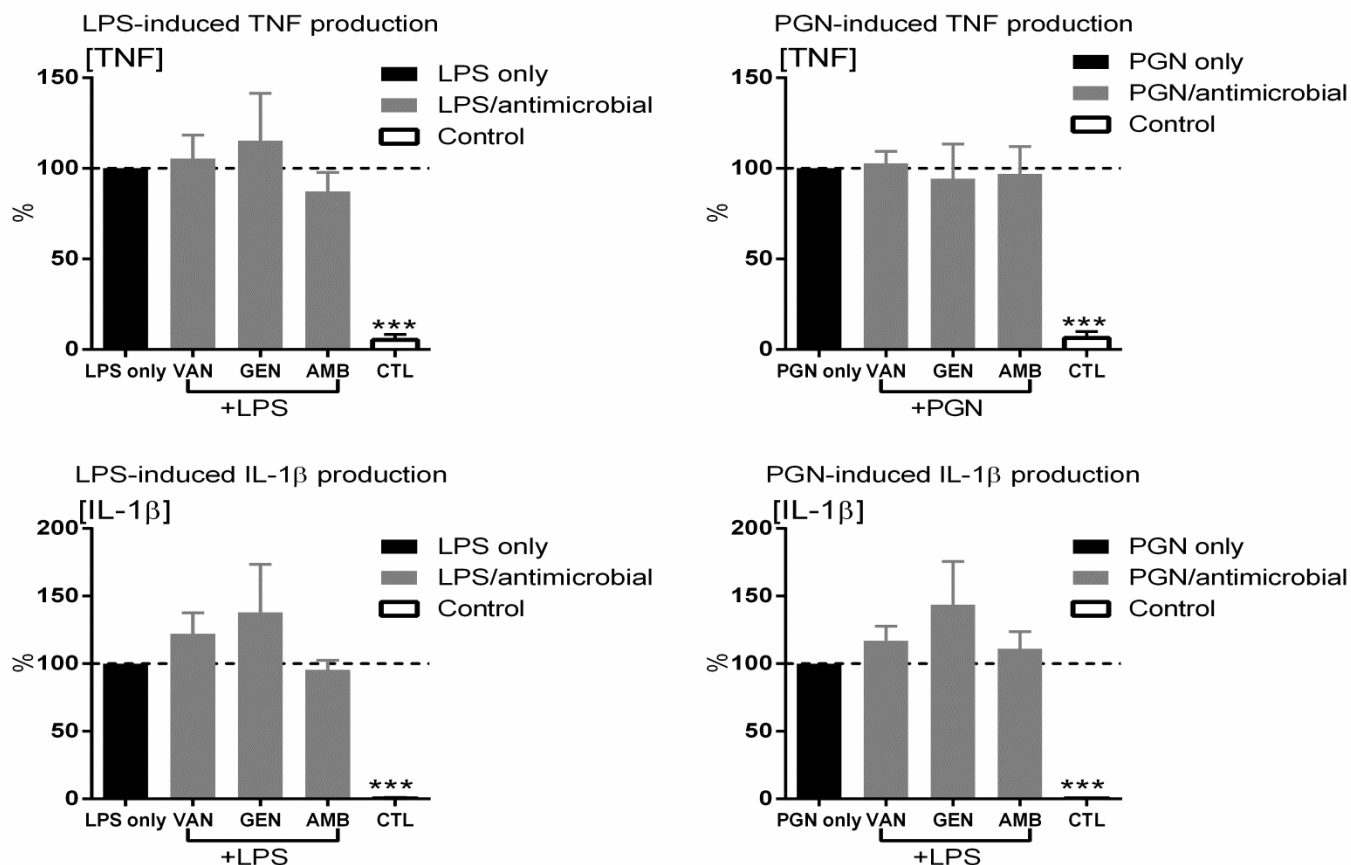 LPS-induced TNF production
[TNF]
150
100
50
0
%
LPS only
LPS/antimicrobial
Control
***
LPS only VAN GEN AMB CTL
+LPS
PGN-induced TNF production
[TNF]
150
100
50
0
%
PGN only
PGN/antimicrobial
Control
***
PGN only VAN GEN AMB CTL
+PGN
LPS-induced IL-1β production
[IL-1β]
200
150
100
50
0
%
LPS only
LPS/antimicrobial
Control
***
LPS only VAN GEN AMB CTL
+LPS
PGN-induced IL-1β production
[IL-1β]
200
150
100
50
0
%
PGN only
PGN/antimicrobial
Control
***
PGN only VAN GEN AMB CTL
+LPS